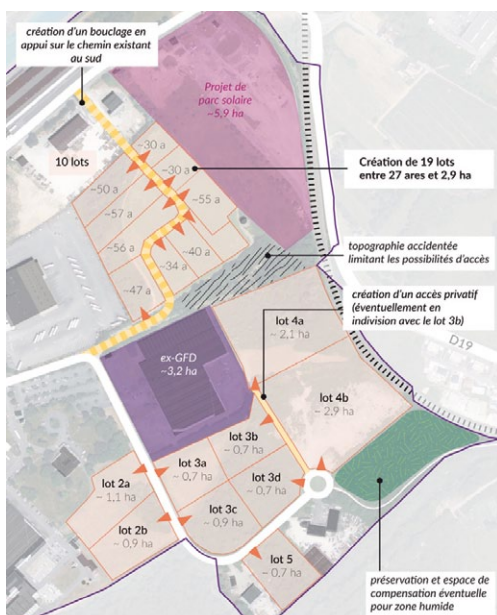 création d'un bouclage en
appui sur le chemin existant
au sud
Projet de
parc solaire
~5,9 ha
10 lots
~30 a
~30 a
~50 a
~55 a
~57 a
~56 a
~40 a
~34 a
~47 a
Création de 19 lots
entre 27 ares et 2,9 ha
topographie accidentée
limitant les possibilités d'accès
création d'un accès privatif
(éventuellement en
indivision avec le lot 3b)
D19
ex-GFD
~3,2 ha
lot 4a
~ 2,1 ha
lot 4b
~ 2,9 ha
lot 3b
~ 0,7 ha
lot 3a
~ 0,7 ha
lot 3d
~ 0,7 ha
lot 2a
~ 1,1 ha
lot 3c
~ 0,9 ha
lot 2b
~ 0,9 ha
lot 5
~ 0,7 ha
préservation et espace de
compensation éventuelle
pour zone humide